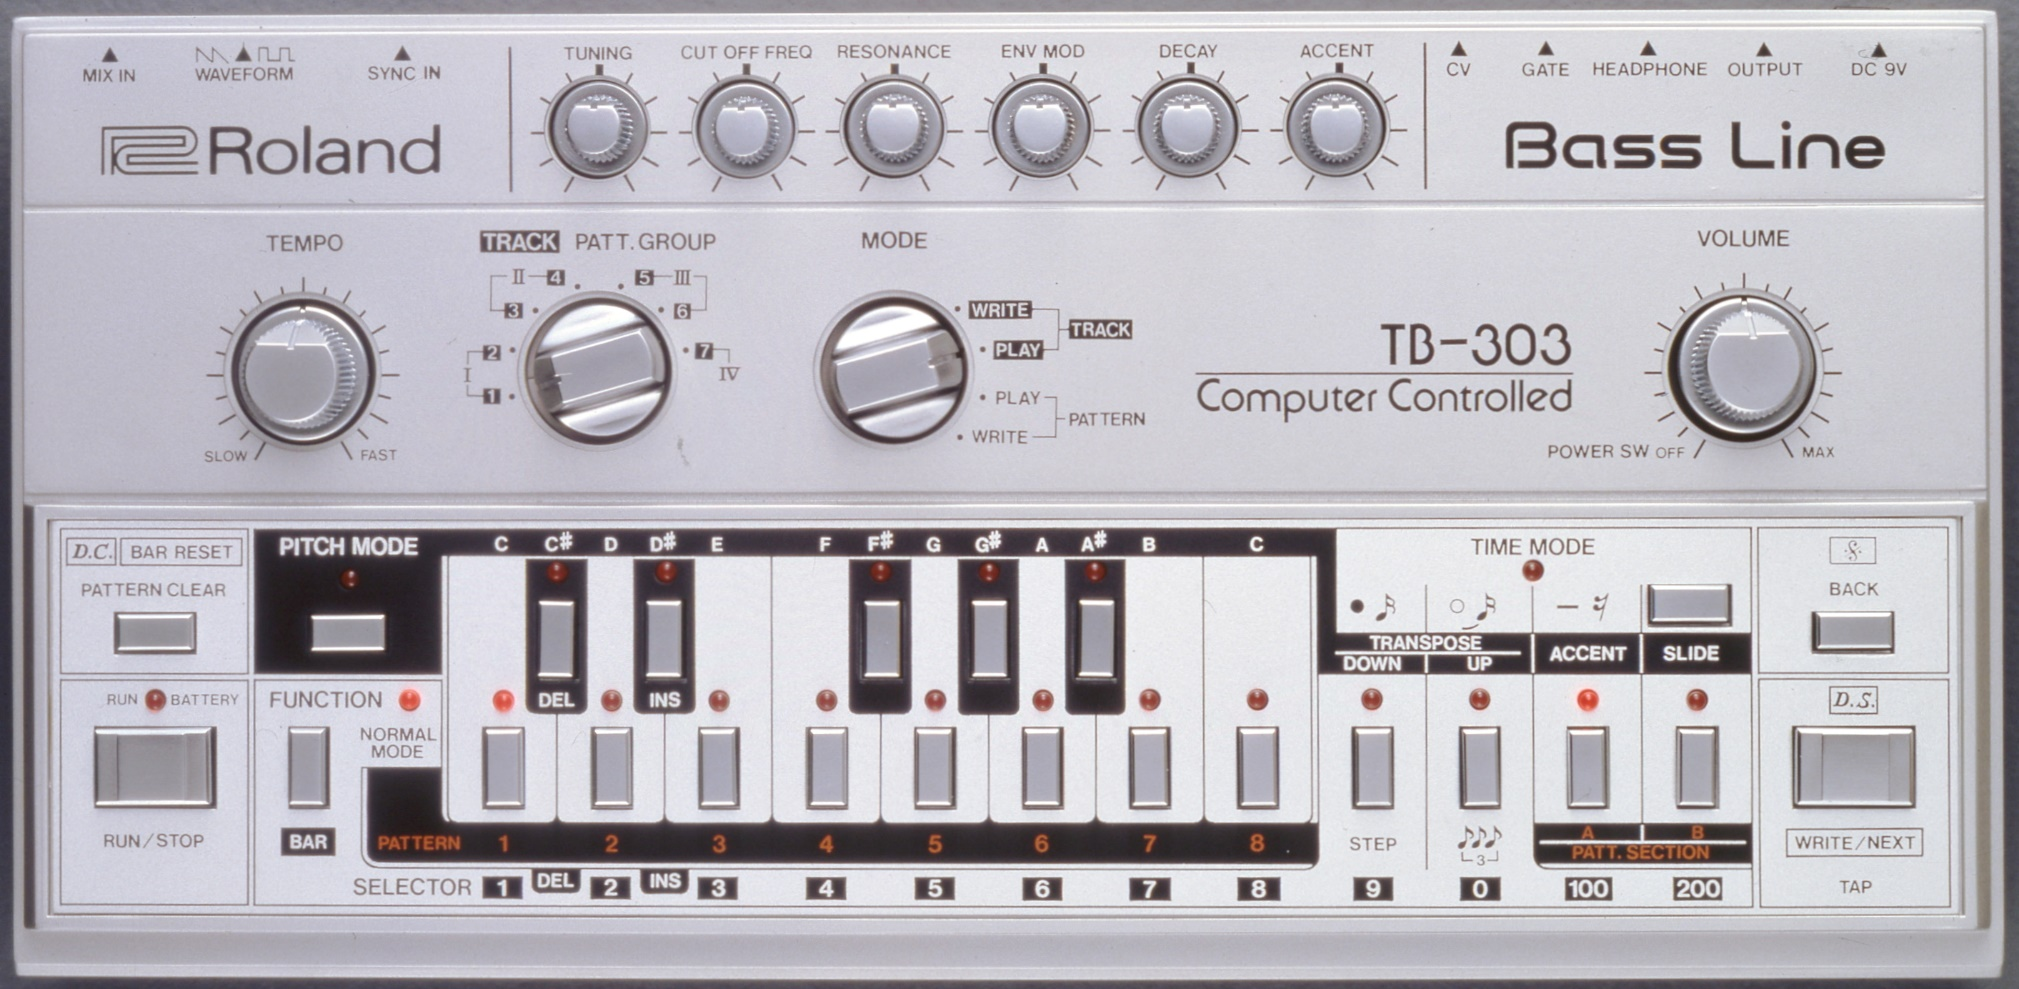 MIX IN
WAVEFORM
SYNC IN
TUNING
CUT OFF FREQ
RESONANCE
ENV MOD
DECAY
ACCENT
CV
GATE
HEADPHONE
OUTPUT
DC 9V
Roland
Bass Line
TEMPO
SLOW
FAST
TRACK PATT. GROUP
II 4 5 III
3 6
2 7
I IV
1
MODE
WRITE
PLAY
TRACK
PLAY
WRITE
PATTERN
TB-303
Computer Controlled
VOLUME
POWER SW OFF
MAX
D.C. BAR RESET
PATTERN CLEAR
PITCH MODE
C C# D D# E F F# G G# A A# B C
TIME MODE
BACK
TRANSPOSE
DOWN UP
ACCENT
SLIDE
RUN BATTERY
FUNCTION
NORMAL
MODE
DEL
INS
D.S.
RUN/STOP
BAR
PATTERN 1 2 3 4 5 6 7 8
STEP
3
A B
PATT. SECTION
WRITE/NEXT
SELECTOR 1 DEL 2 INS 3 4 5 6 7 8 9 0 100 200
TAP